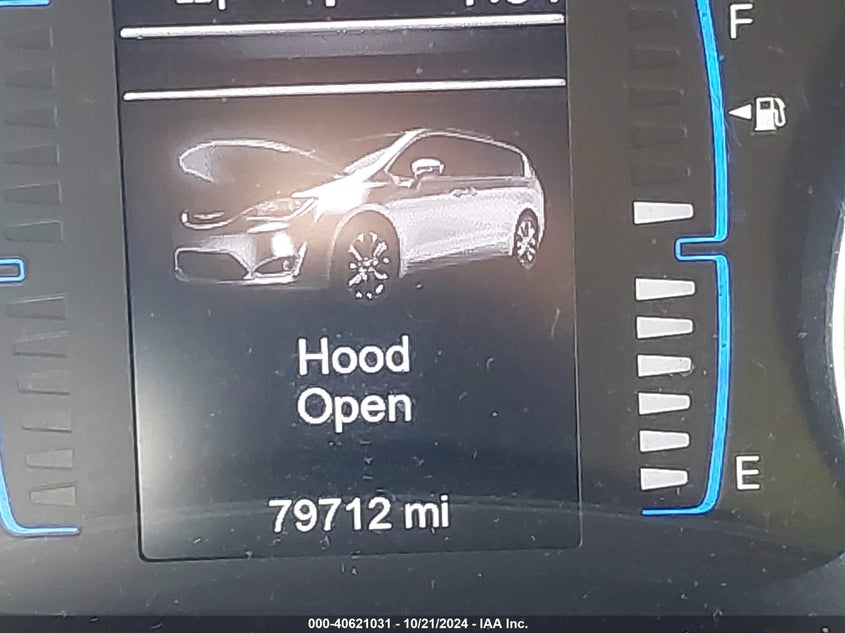 F
Hood
Open
E
79712 mi
000-40621031 - 10/21/2024 - IAA Inc.